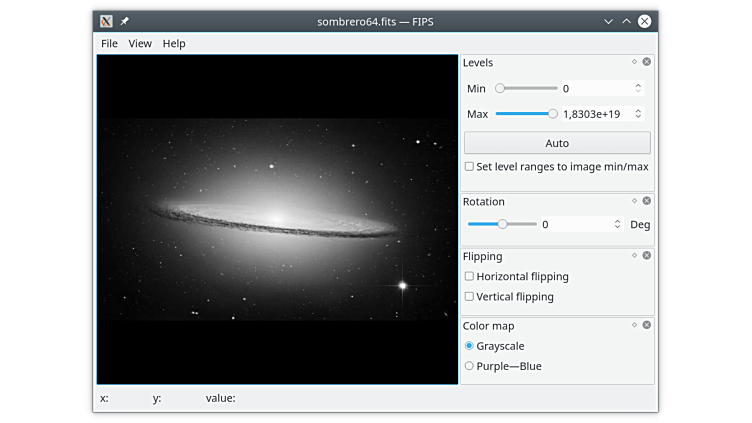 sombrero64.fits — FIPS
File View Help
Levels
Min 0
Max 1,8303e+19
Auto
Set level ranges to image min/max
Rotation
0 Deg
Flipping
Horizontal flipping
Vertical flipping
Color map
Grayscale
Purple—Blue
x: y: value: